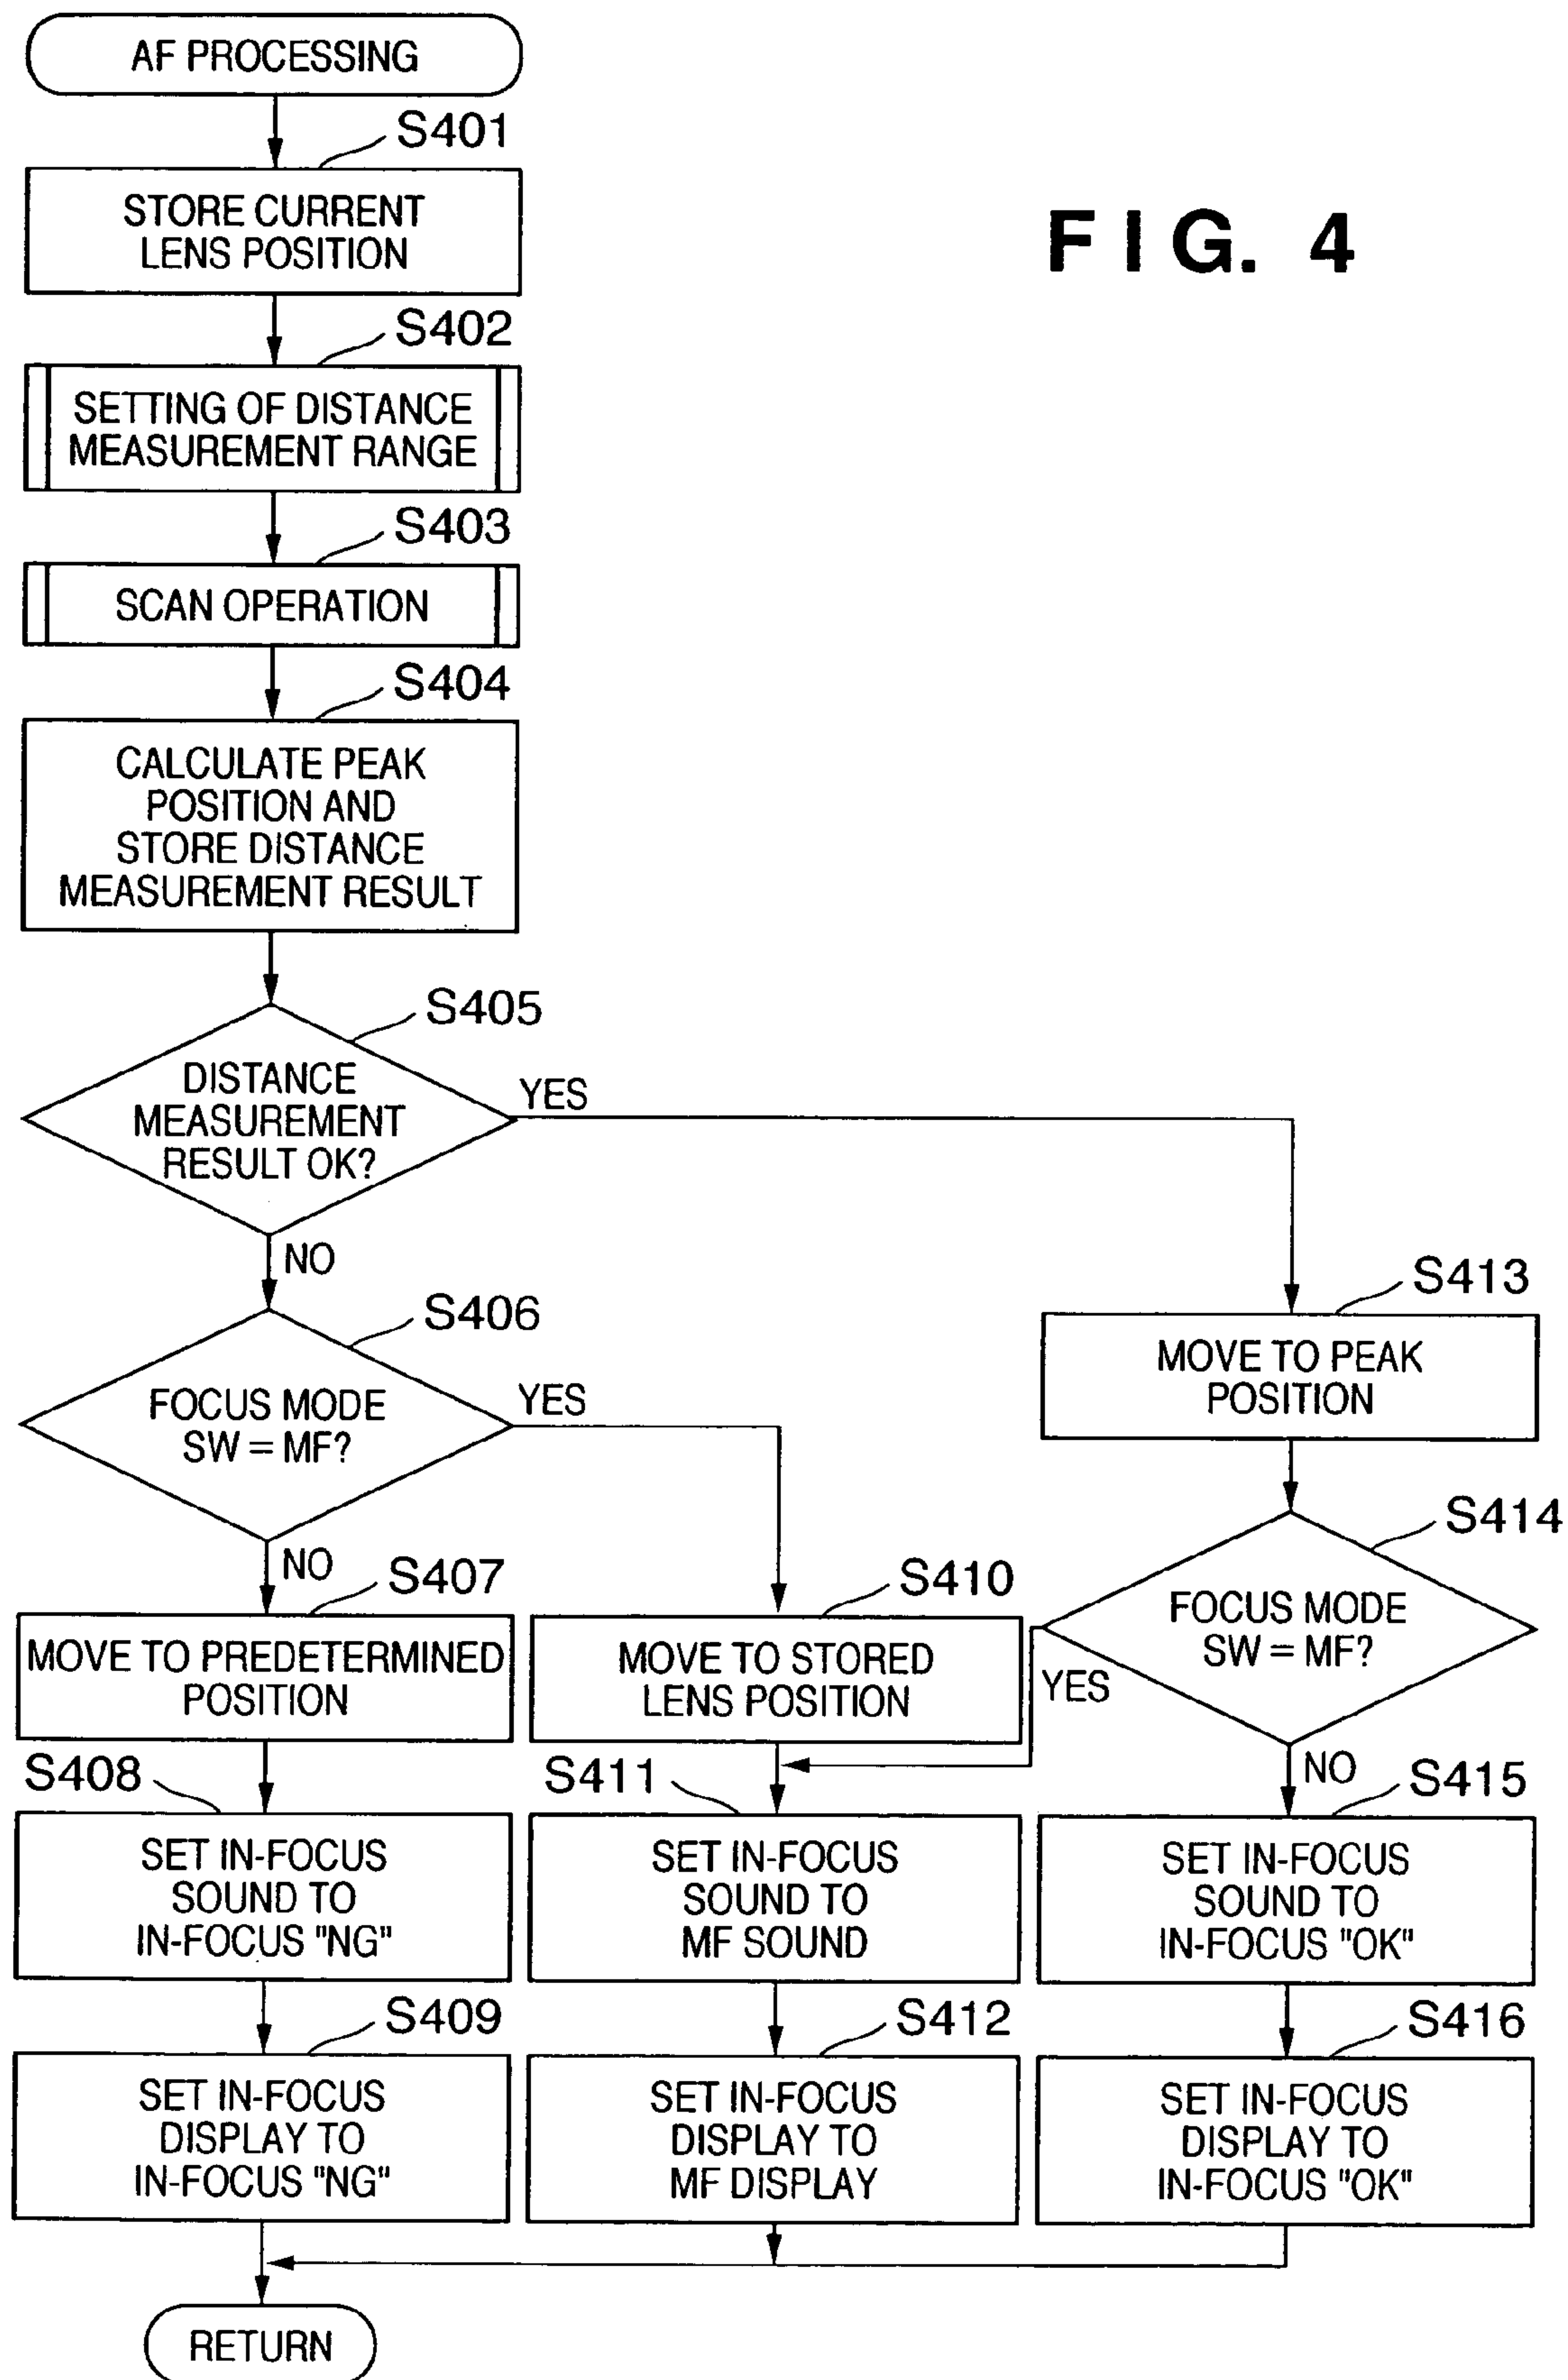 AF PROCESSING
S401
STORE CURRENT
LENS POSITION
FIG. 4
S402
SETTING OF DISTANCE
MEASUREMENT RANGE
S403
SCAN OPERATION
S404
CALCULATE PEAK
POSITION AND
STORE DISTANCE
MEASUREMENT RESULT
S405
DISTANCE
MEASUREMENT
RESULT OK?
YES
NO
S406
FOCUS MODE
SW = MF?
YES
NO
S413
MOVE TO PEAK
POSITION
S414
FOCUS MODE
SW = MF?
YES
NO
S407
MOVE TO PREDETERMINED
POSITION
S410
MOVE TO STORED
LENS POSITION
S408
SET IN-FOCUS
SOUND TO
IN-FOCUS "NG"
S411
SET IN-FOCUS
SOUND TO
MF SOUND
S415
SET IN-FOCUS
SOUND TO
IN-FOCUS "OK"
S409
SET IN-FOCUS
DISPLAY TO
IN-FOCUS "NG"
S412
SET IN-FOCUS
DISPLAY TO
MF DISPLAY
S416
SET IN-FOCUS
DISPLAY TO
IN-FOCUS "OK"
RETURN